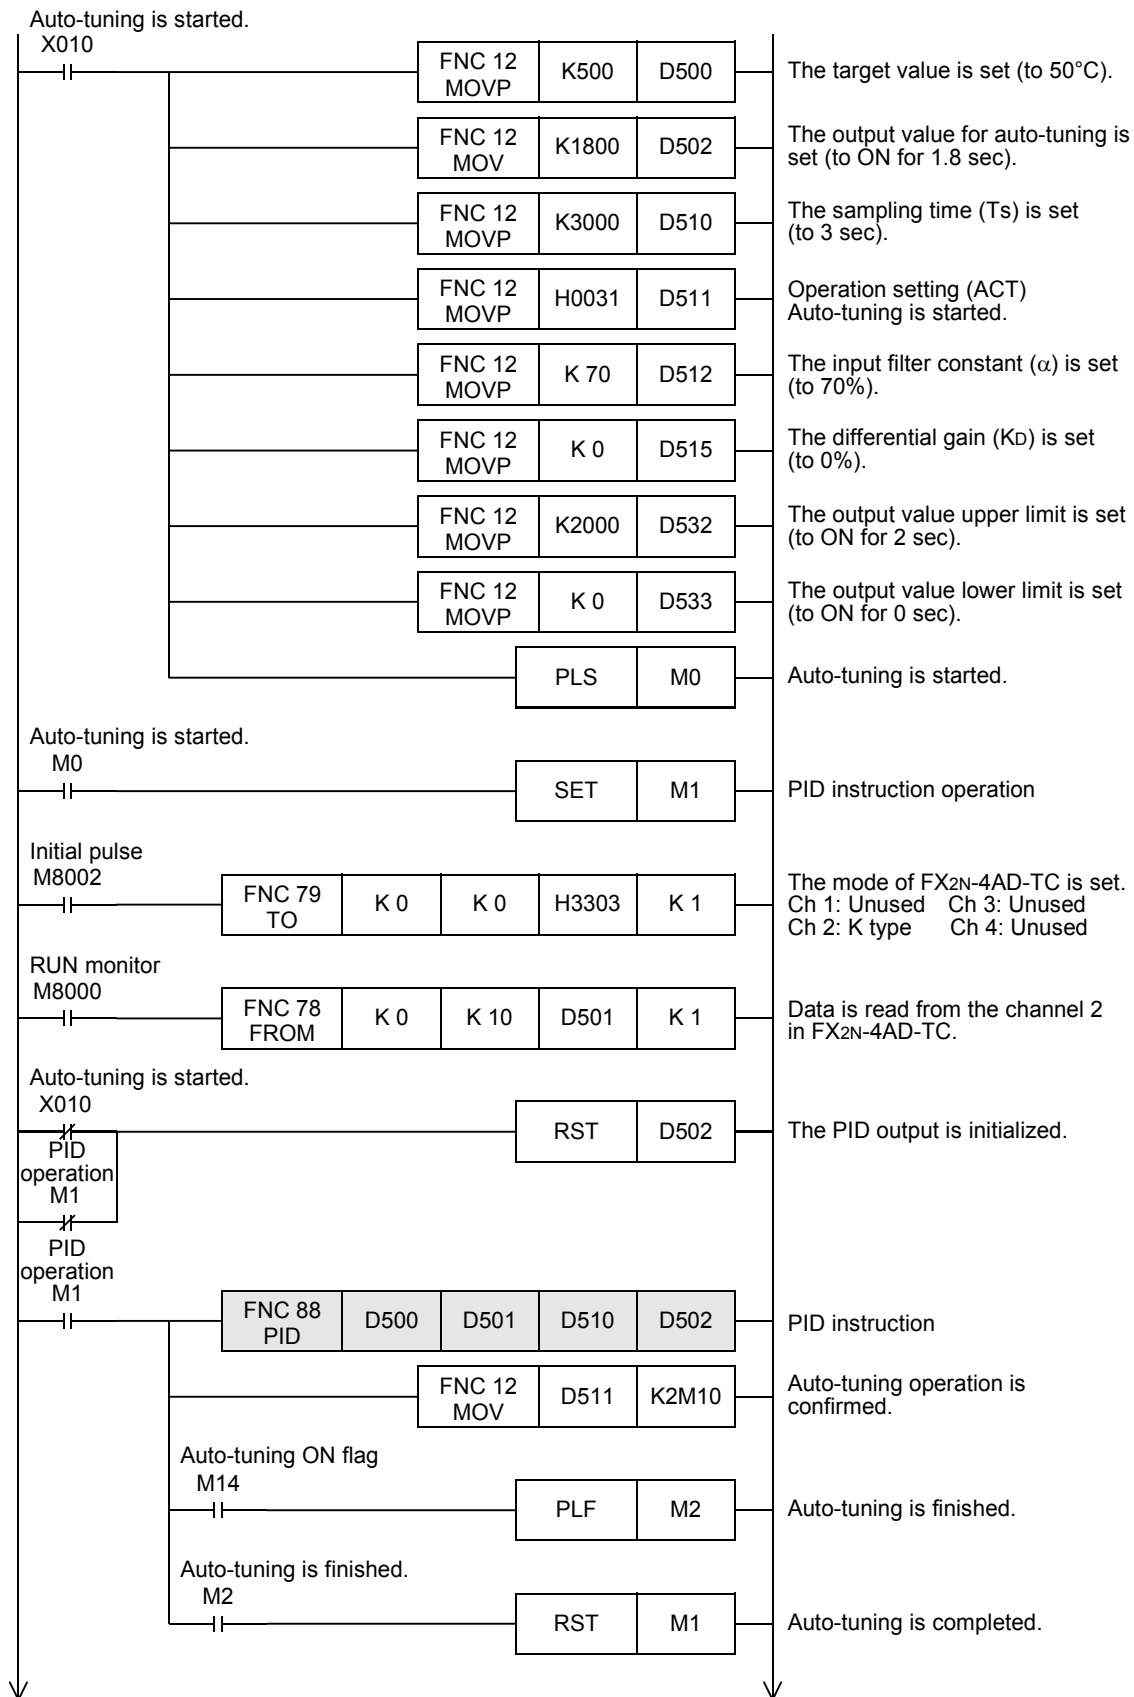 Auto-tuning is started.
X010
FNC 12
MOVP
K500
D500
The target value is set (to 50°C).
FNC 12
MOV
K1800
D502
The output value for auto-tuning is
set (to ON for 1.8 sec).
FNC 12
MOVP
K3000
D510
The sampling time (Ts) is set
(to 3 sec).
FNC 12
MOVP
H0031
D511
Operation setting (ACT)
Auto-tuning is started.
FNC 12
MOVP
K 70
D512
The input filter constant (α) is set
(to 70%).
FNC 12
MOVP
K 0
D515
The differential gain (KD) is set
(to 0%).
FNC 12
MOVP
K2000
D532
The output value upper limit is set
(to ON for 2 sec).
FNC 12
MOVP
K 0
D533
The output value lower limit is set
(to ON for 0 sec).
PLS
M0
Auto-tuning is started.
Auto-tuning is started.
M0
SET
M1
PID instruction operation
Initial pulse
M8002
FNC 79
TO
K 0
K 0
H3303
K 1
The mode of FX2N-4AD-TC is set.
Ch 1: Unused Ch 3: Unused
Ch 2: K type Ch 4: Unused
RUN monitor
M8000
FNC 78
FROM
K 0
K 10
D501
K 1
Data is read from the channel 2
in FX2N-4AD-TC.
Auto-tuning is started.
X010
RST
D502
The PID output is initialized.
PID
operation
M1
PID
operation
M1
FNC 88
PID
D500
D501
D510
D502
PID instruction
FNC 12
MOV
D511
K2M10
Auto-tuning operation is
confirmed.
Auto-tuning ON flag
M14
PLF
M2
Auto-tuning is finished.
Auto-tuning is finished.
M2
RST
M1
Auto-tuning is completed.